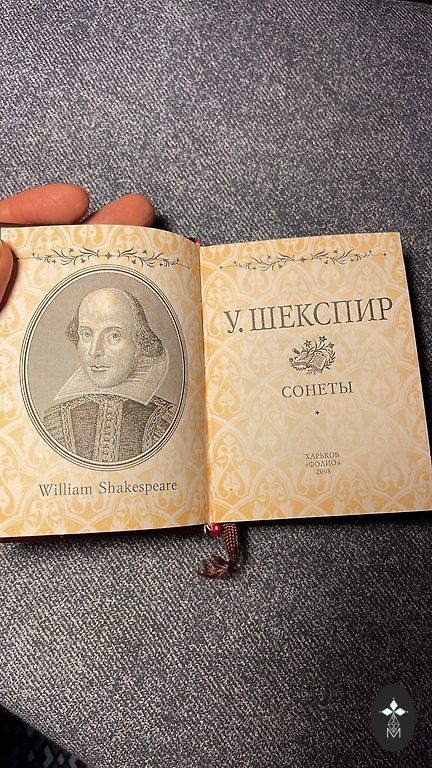 William Shakespeare
У. ШЕКСПИР
СОНЕТЫ
ХАРЬКОВ
«ФОЛИО»
2008
M